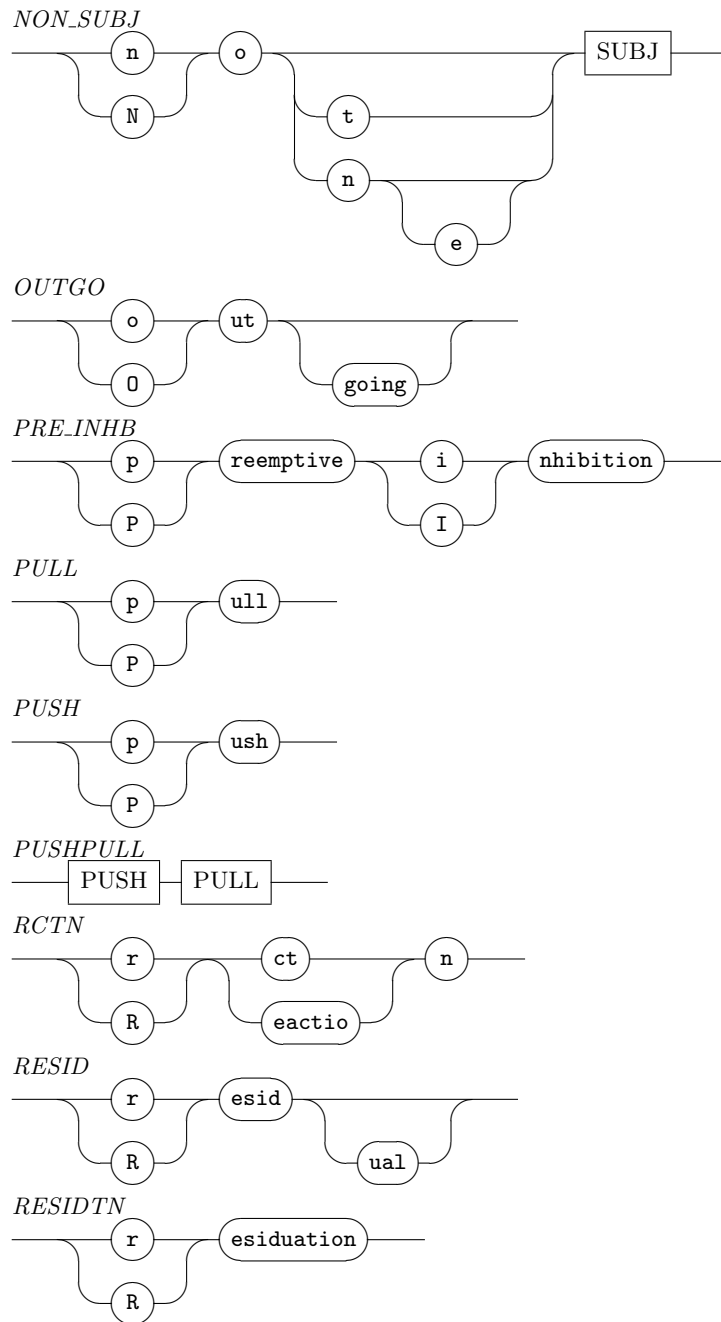 NON_SUBJ
n o SUBJ
N t
n
e
OUTGO
o ut
O going
PRE_INHB
p reemptive i nhibition
P I
PULL
p ull
P
PUSH
p ush
P
PUSHPULL
PUSH PULL
RCTN
r ct n
R eactio
RESID
r esid
R ual
RESIDTN
r esiduation
R